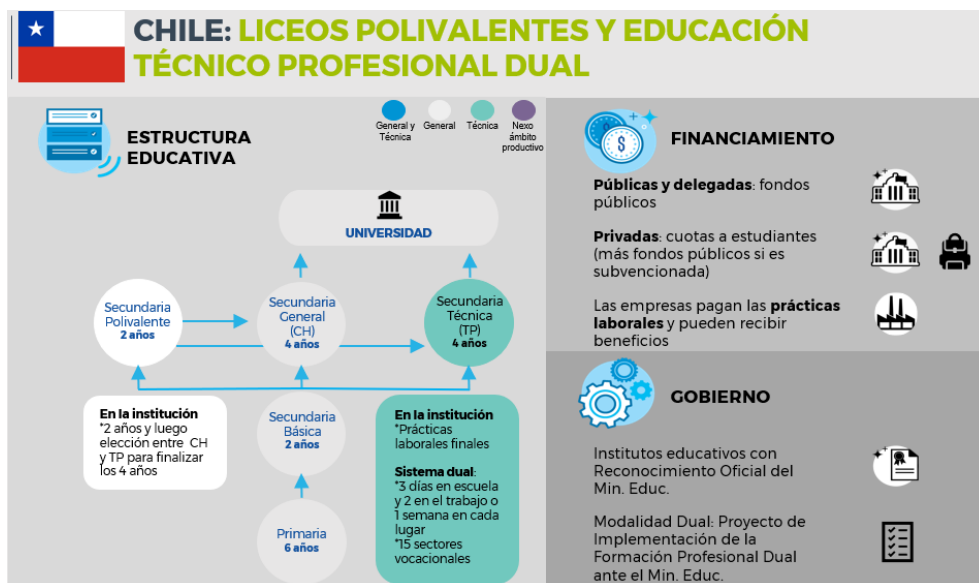 CHILE: LICEOS POLIVALENTES Y EDUCACIÓN
TÉCNICO PROFESIONAL DUAL
ESTRUCTURA
EDUCATIVA
General y
Técnica
General
Técnica
Nexo
ámbito
productivo
UNIVERSIDAD
Secundaria
Polivalente
2 años
Secundaria
General
(CH)
4 años
Secundaria
Técnica
(TP)
4 años
En la institución
*2 años y luego
elección entre CH
y TP para finalizar
los 4 años
Secundaria
Básica
2 años
Primaria
6 años
En la institución
*Prácticas
laborales finales
Sistema dual:
*3 días en escuela
y 2 en el trabajo o
1 semana en cada
lugar
*15 sectores
vocacionales
FINANCIAMIENTO
Públicas y delegadas: fondos
públicos
Privadas: cuotas a estudiantes
(más fondos públicos si es
subvencionada)
Las empresas pagan las prácticas
laborales y pueden recibir
beneficios
GOBIERNO
Institutos educativos con
Reconocimiento Oficial del
Min. Educ.
Modalidad Dual: Proyecto de
Implementación de la
Formación Profesional Dual
ante el Min. Educ.